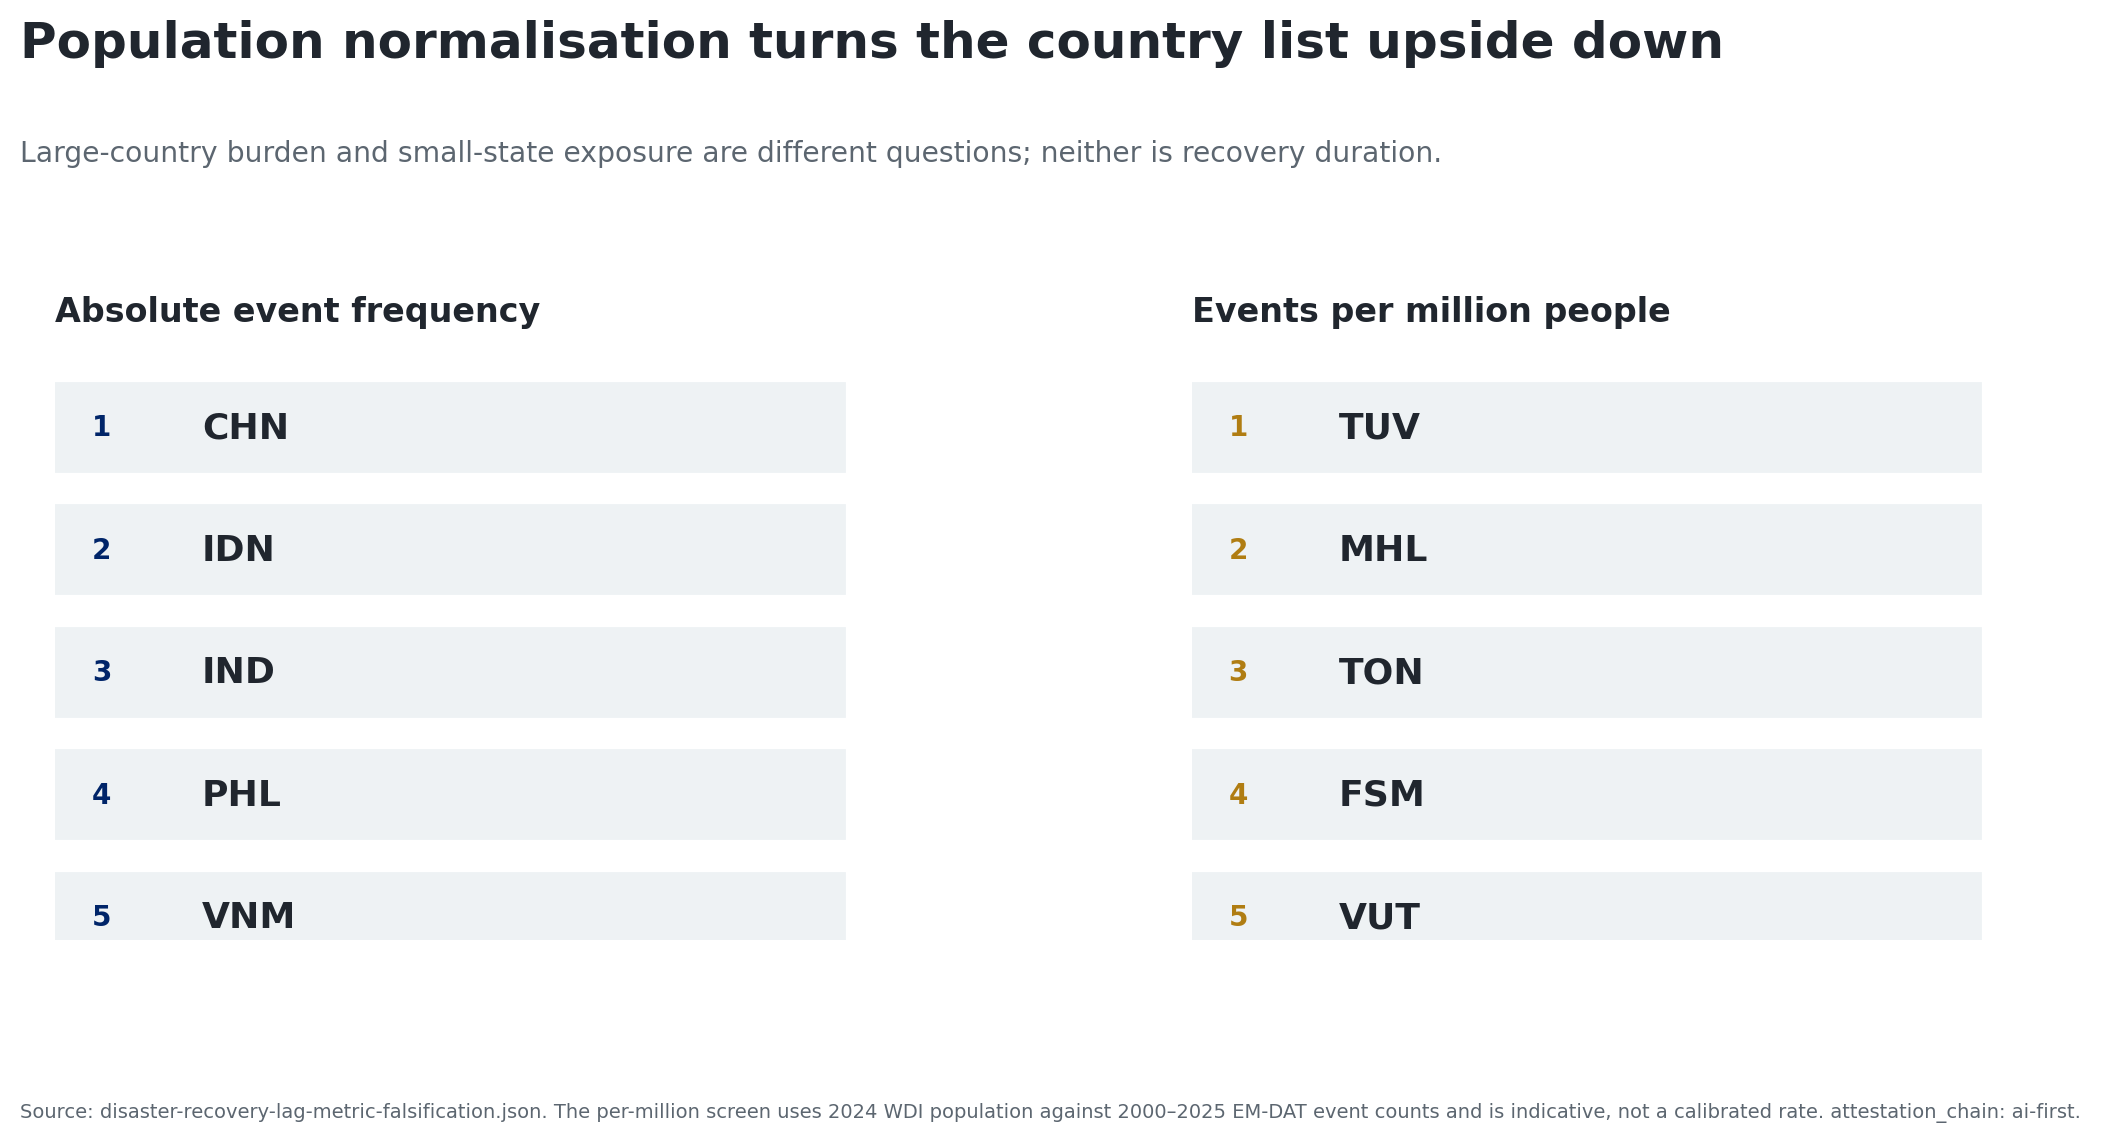 Population normalisation turns the country list upside down
Large-country burden and small-state exposure are different questions; neither is recovery duration.
Absolute event frequency
1 CHN
2 IDN
3 IND
4 PHL
5 VNM
Events per million people
1 TUV
2 MHL
3 TON
4 FSM
5 VUT
Source: disaster-recovery-lag-metric-falsification.json. The per-million screen uses 2024 WDI population against 2000–2025 EM-DAT event counts and is indicative, not a calibrated rate. attestation_chain: ai-first.